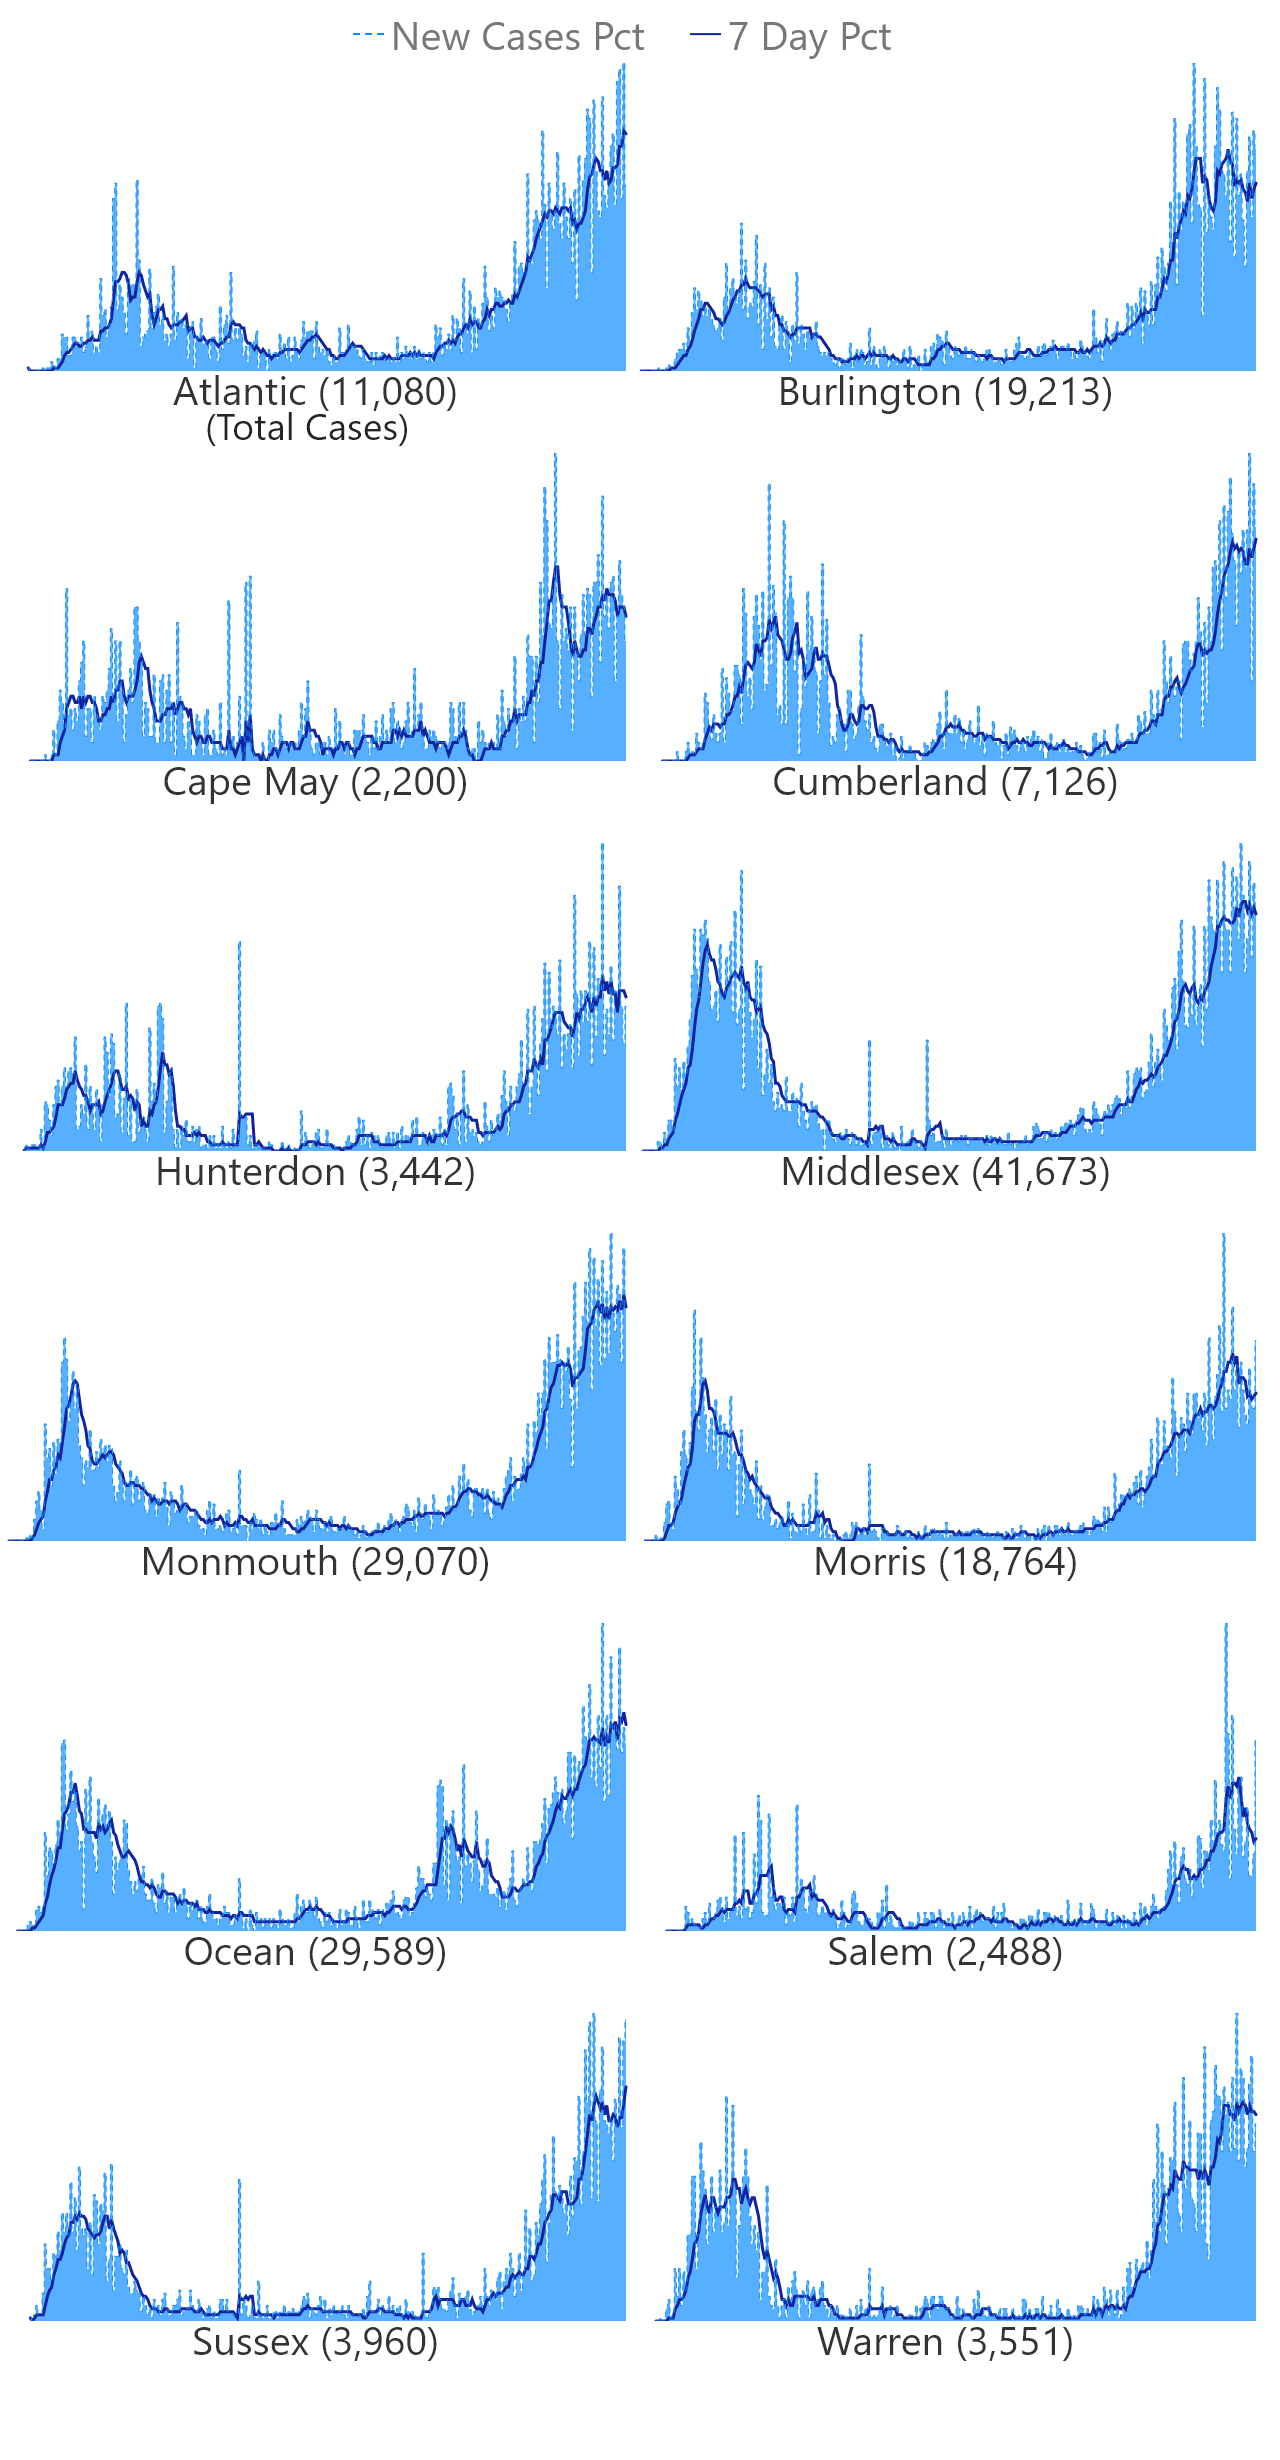 New Cases Pct 7 Day Pct
Atlantic (11,080) Burlington (19,213)
(Total Cases)
Cape May (2,200) Cumberland (7,126)
Hunterdon (3,442) Middlesex (41,673)
Monmouth (29,070) Morris (18,764)
Ocean (29,589) Salem (2,488)
Sussex (3,960) Warren (3,551)